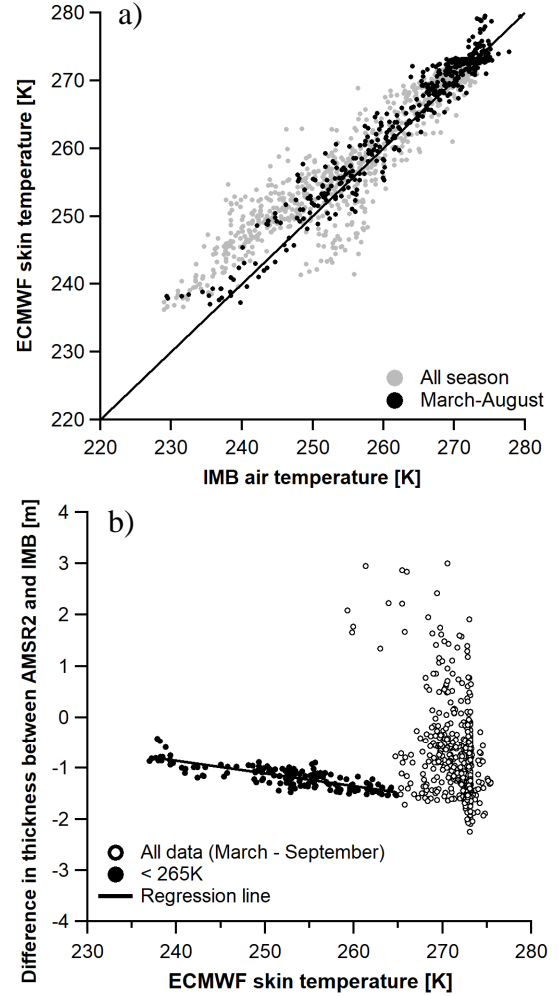 a)
ECMWF skin temperature [K]
280
270
260
250
240
230
220
220 230 240 250 260 270 280
IMB air temperature [K]
All season
March-August
b)
Difference in thickness between AMSR2 and IMB [m]
4
3
2
1
0
-1
-2
-3
-4
230 240 250 260 270 280
ECMWF skin temperature [K]
All data (March - September)
< 265K
Regression line